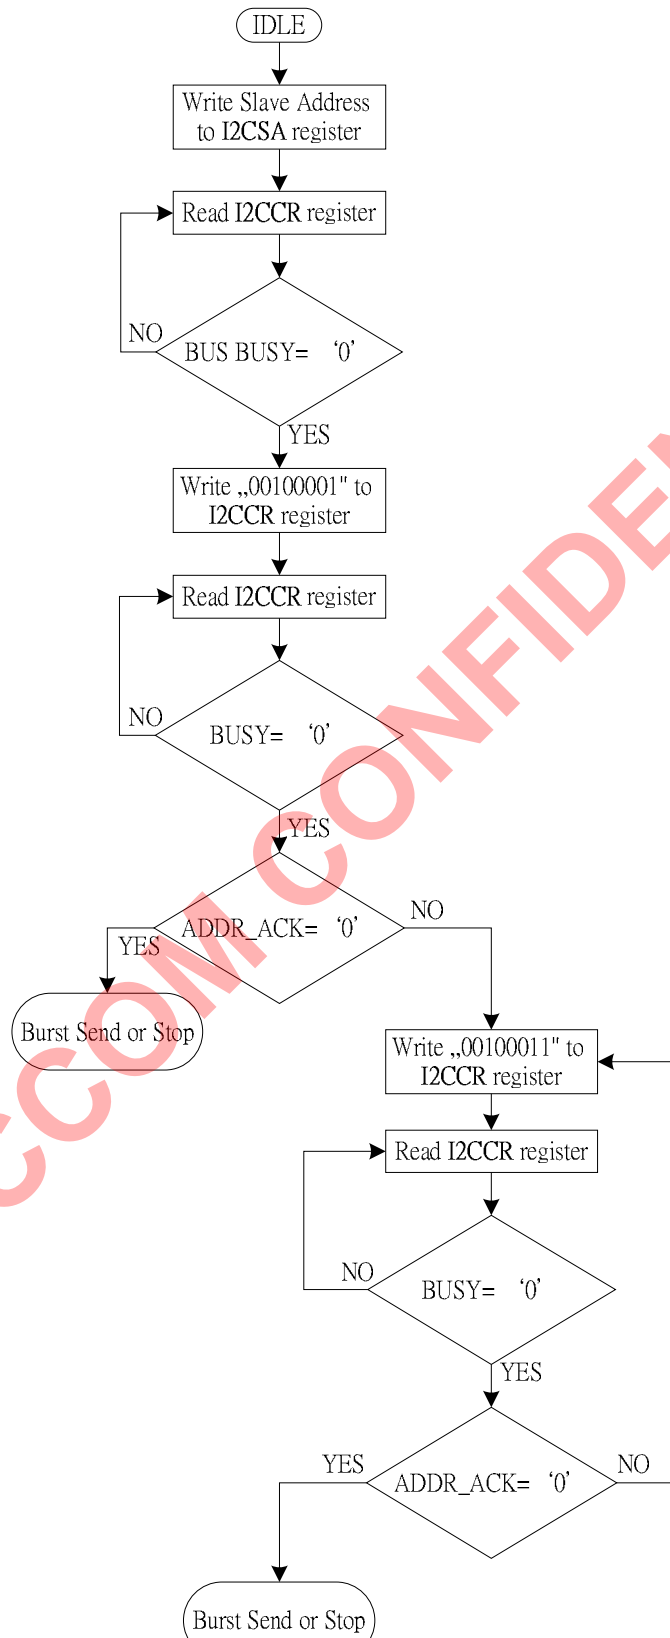 IDLE
Write Slave Address
to I2CSA register
Read I2CCR register
NO
BUS BUSY= ‘0’
YES
Write „00100001" to
I2CCR register
Read I2CCR register
NO
BUSY= ‘0’
YES
ADDR_ACK= ‘0’
NO
YES
Burst Send or Stop
Write „00100011" to
I2CCR register
Read I2CCR register
NO
BUSY= ‘0’
YES
YES
ADDR_ACK= ‘0’
NO
Burst Send or Stop
CCOM CONFIDEN